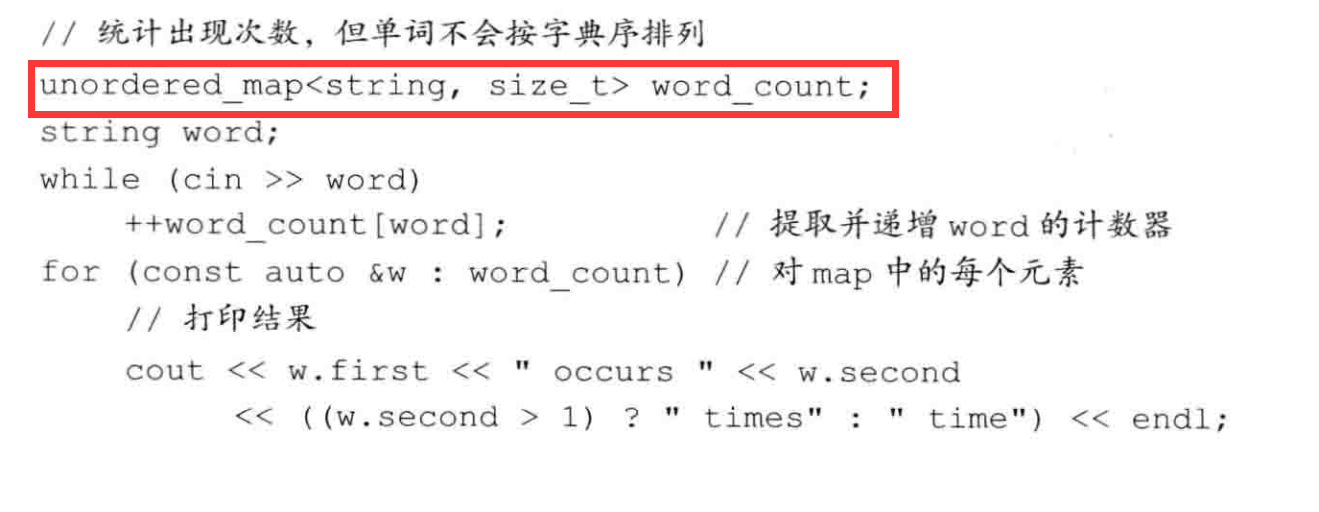 // 统计出现次数，但单词不会按字典序排列
unordered_map<string, size_t> word_count;
string word;
while (cin >> word)
++word_count[word]; // 提取并递增 word 的计数器
for (const auto &w : word_count) // 对 map 中的每个元素
// 打印结果
cout << w.first << " occurs " << w.second
<< ((w.second > 1) ? " times" : " time") << endl;